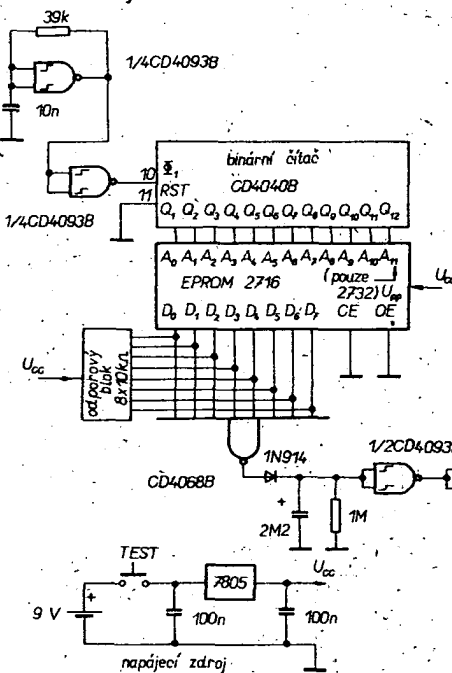 39k
1/4CD4093B
10n
1/4CD4093B
10
11
Φ1
RST
binární čítač
CD4040B
Q1 Q2 Q3 Q4 Q5 Q6 Q7 Q8 Q9 Q10 Q11 Q12
A0 A1 A2 A3 A4 A5 A6 A7 A8 A9 A10 A11
EPROM 2716
(pouze
2732) Upp
D0 D1 D2 D3 D4 D5 D6 D7 CE OE
Ucc
odporový
blok
8x10kΩ
CD4068B
1N914
+
2M2
1M
TEST
+
9 V
7805
Ucc
100n
100n
napájecí zdroj